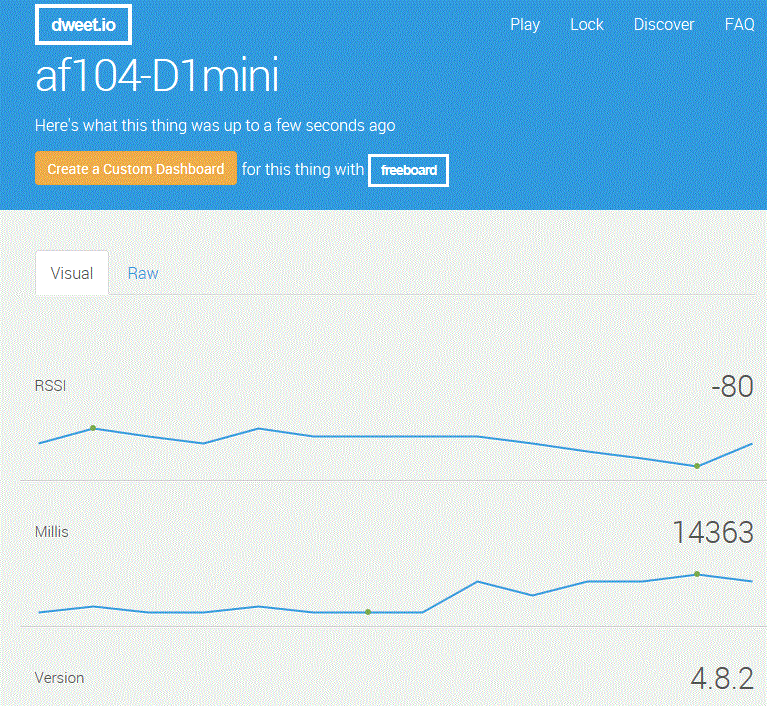 dweet.io Play Lock Discover FAQ
af104-D1mini
Here's what this thing was up to a few seconds ago
Create a Custom Dashboard for this thing with freeboard
Visual Raw
RSSI -80
Millis 14363
Version 4.8.2